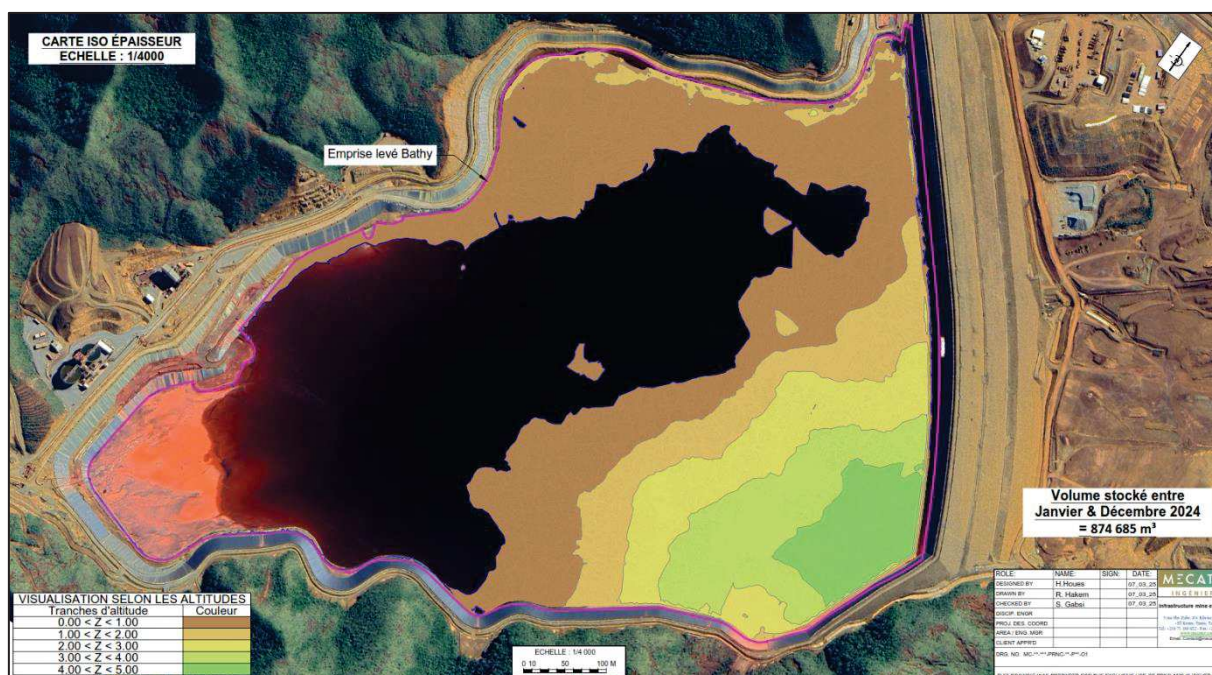 CARTE ISO ÉPAISSEUR
ECHELLE : 1/4000
Emprise levé Bathy
Volume stocké entre
Janvier & Décembre 2024
= 874 685 m³
VISUALISATION SELON LES ALTITUDES
Tranches d'altitude Couleur
0.00 < Z < 1.00
1.00 < Z < 2.00
2.00 < Z < 3.00
3.00 < Z < 4.00
4.00 < Z < 5.00
ECHELLE : 1/4 000
0 10 50 100 M
ROLE: NAME: SIGN: DATE:
DESIGNED BY H.Houes 07_03_25
DRAWN BY R. Hakem 07_03_25
CHECKED BY S. Gabsi 07_03_25
DISCIP. ENGR
PROJ. DES. COORD
AREA / ENG. MGR
CLIENT APPR'D
MECAT
INGÉNIER